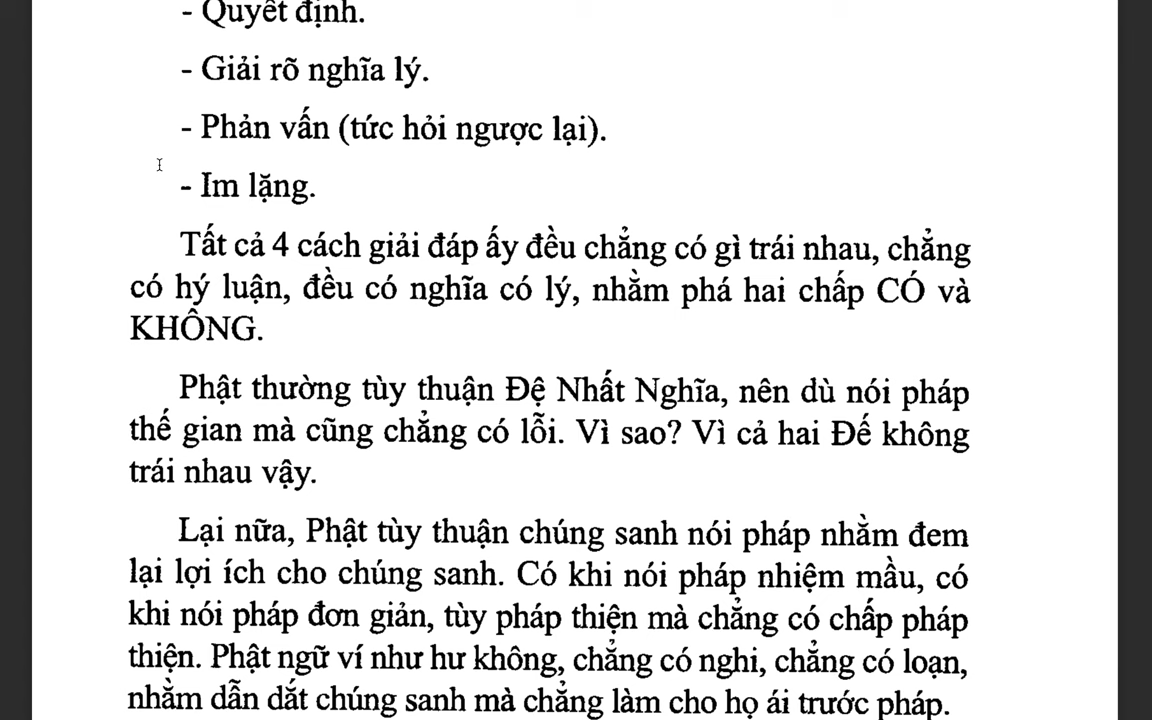 - Quyết định.
- Giải rõ nghĩa lý.
- Phản vấn (tức hỏi ngược lại).
- Im lặng.
Tất cả 4 cách giải đáp ấy đều chẳng có gì trái nhau, chẳng
có hý luận, đều có nghĩa có lý, nhằm phá hai chấp CÓ và
KHÔNG.
Phật thường tùy thuận Đệ Nhất Nghĩa, nên dù nói pháp
thế gian mà cũng chẳng có lỗi. Vì sao? Vì cả hai Đế không
trái nhau vậy.
Lại nữa, Phật tùy thuận chúng sanh nói pháp nhằm đem
lại lợi ích cho chúng sanh. Có khi nói pháp nhiệm mầu, có
khi nói pháp đơn giản, tùy pháp thiện mà chẳng có chấp pháp
thiện. Phật ngữ ví như hư không, chẳng có nghi, chẳng có loạn,
nhằm dẫn dắt chúng sanh mà chẳng làm cho họ ái trước pháp.